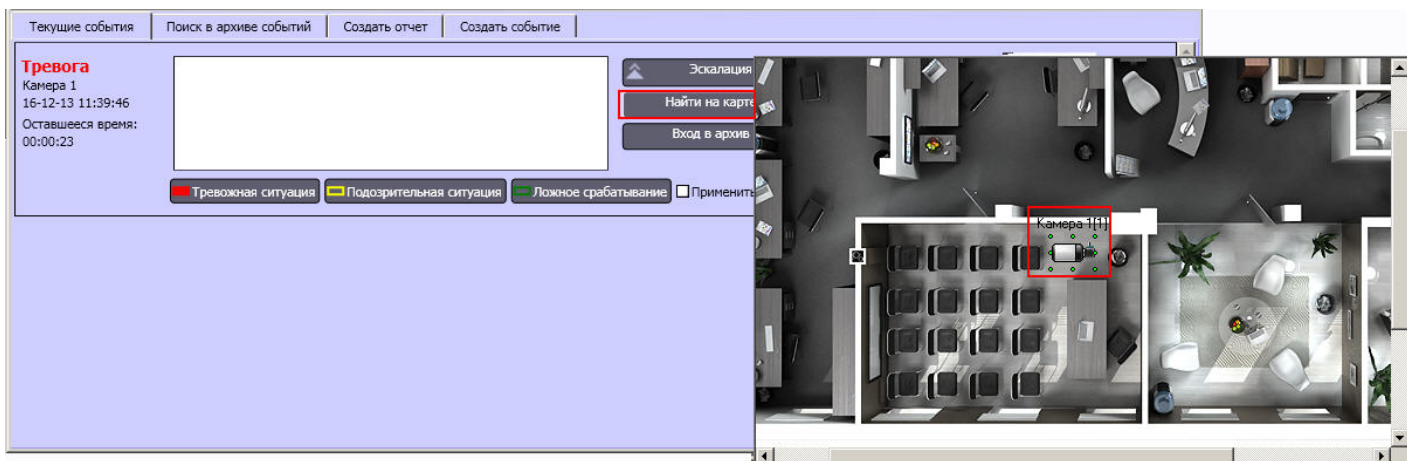 Текущие события
Поиск в архиве событий
Создать отчет
Создать событие
Тревога
Камера 1
16-12-13 11:39:46
Оставшееся время:
00:00:23
Эскалация
Найти на карте
Вход в архив
Тревожная ситуация
Подозрительная ситуация
Ложное срабатывание
Применить
Камера 1[1]